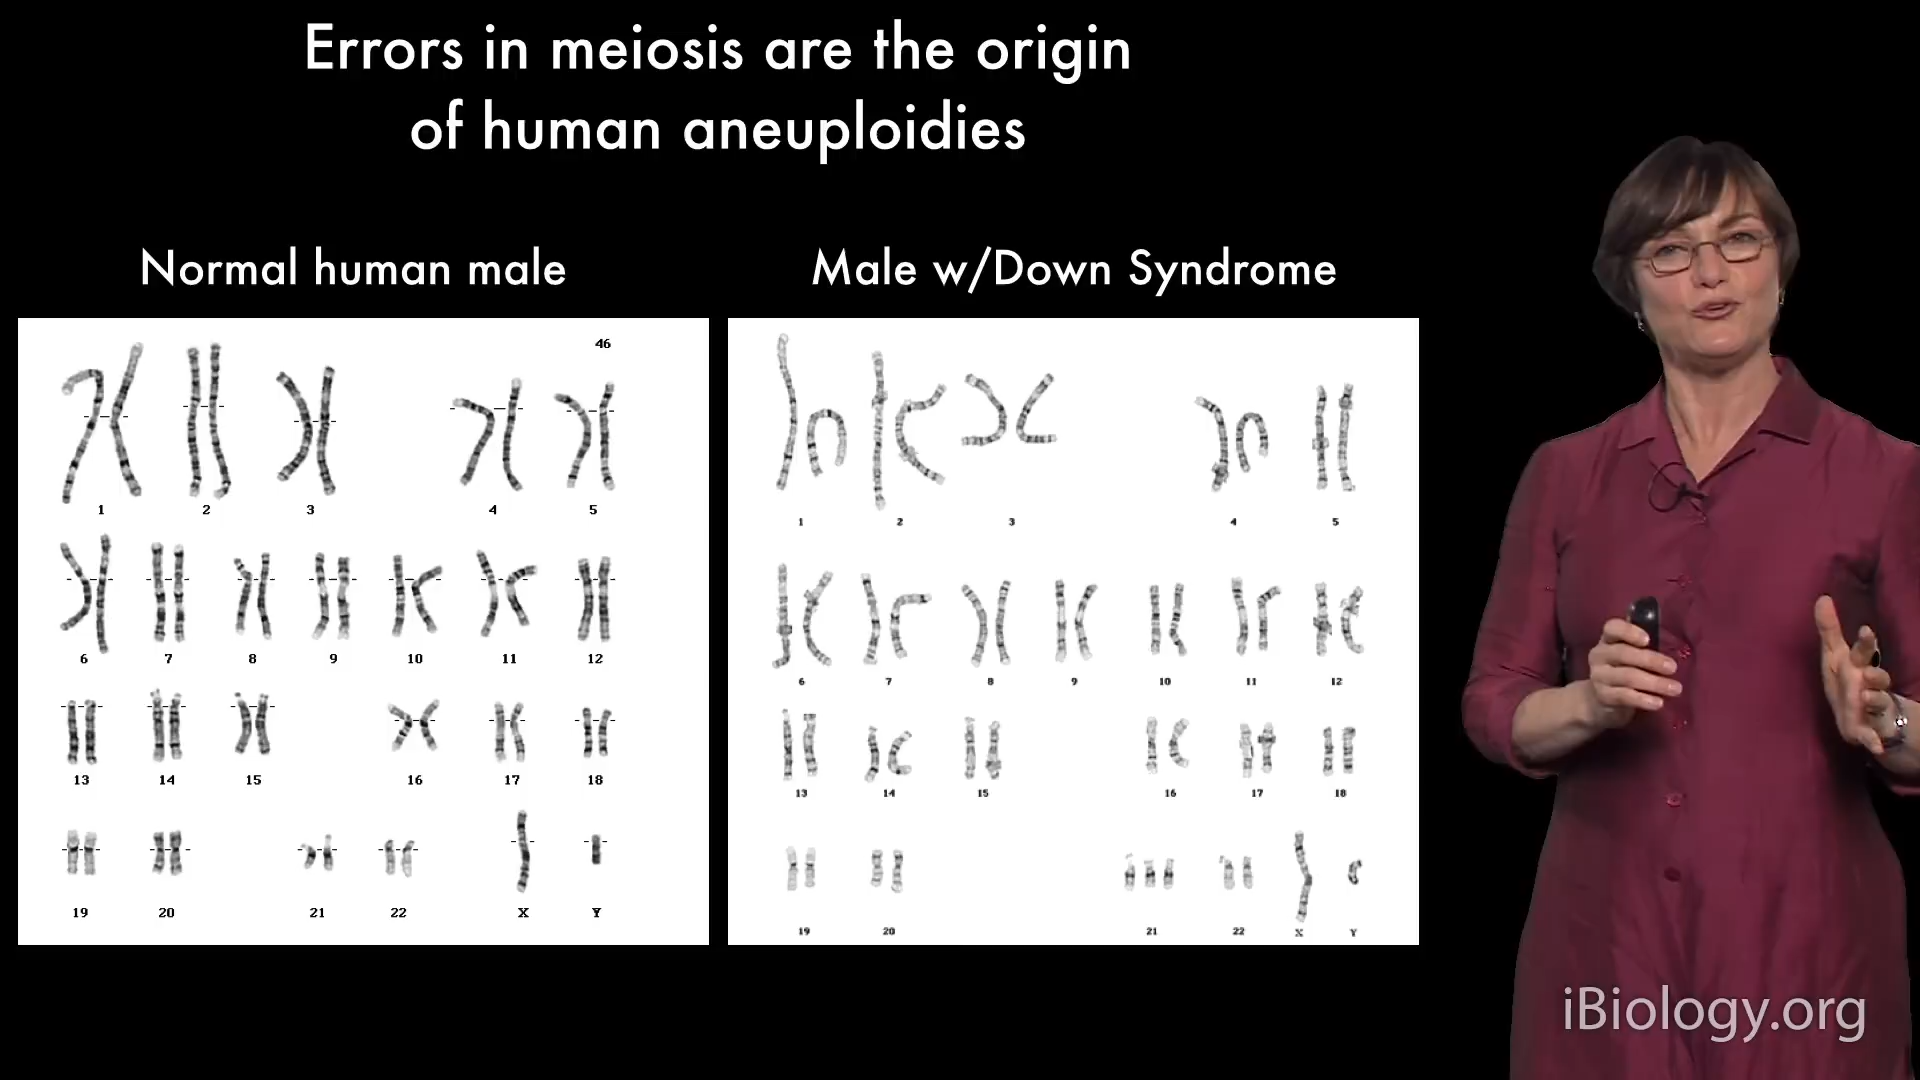 Errors in meiosis are the origin
of human aneuploidies
Normal human male
Male w/Down Syndrome
46
1 2 3 4 5
6 7 8 9 10 11 12
13 14 15 16 17 18
19 20 21 22 X Y
1 2 3 4 5
6 7 8 9 10 11 12
13 14 15 16 17 18
19 20 21 22 X Y
iBiology.org